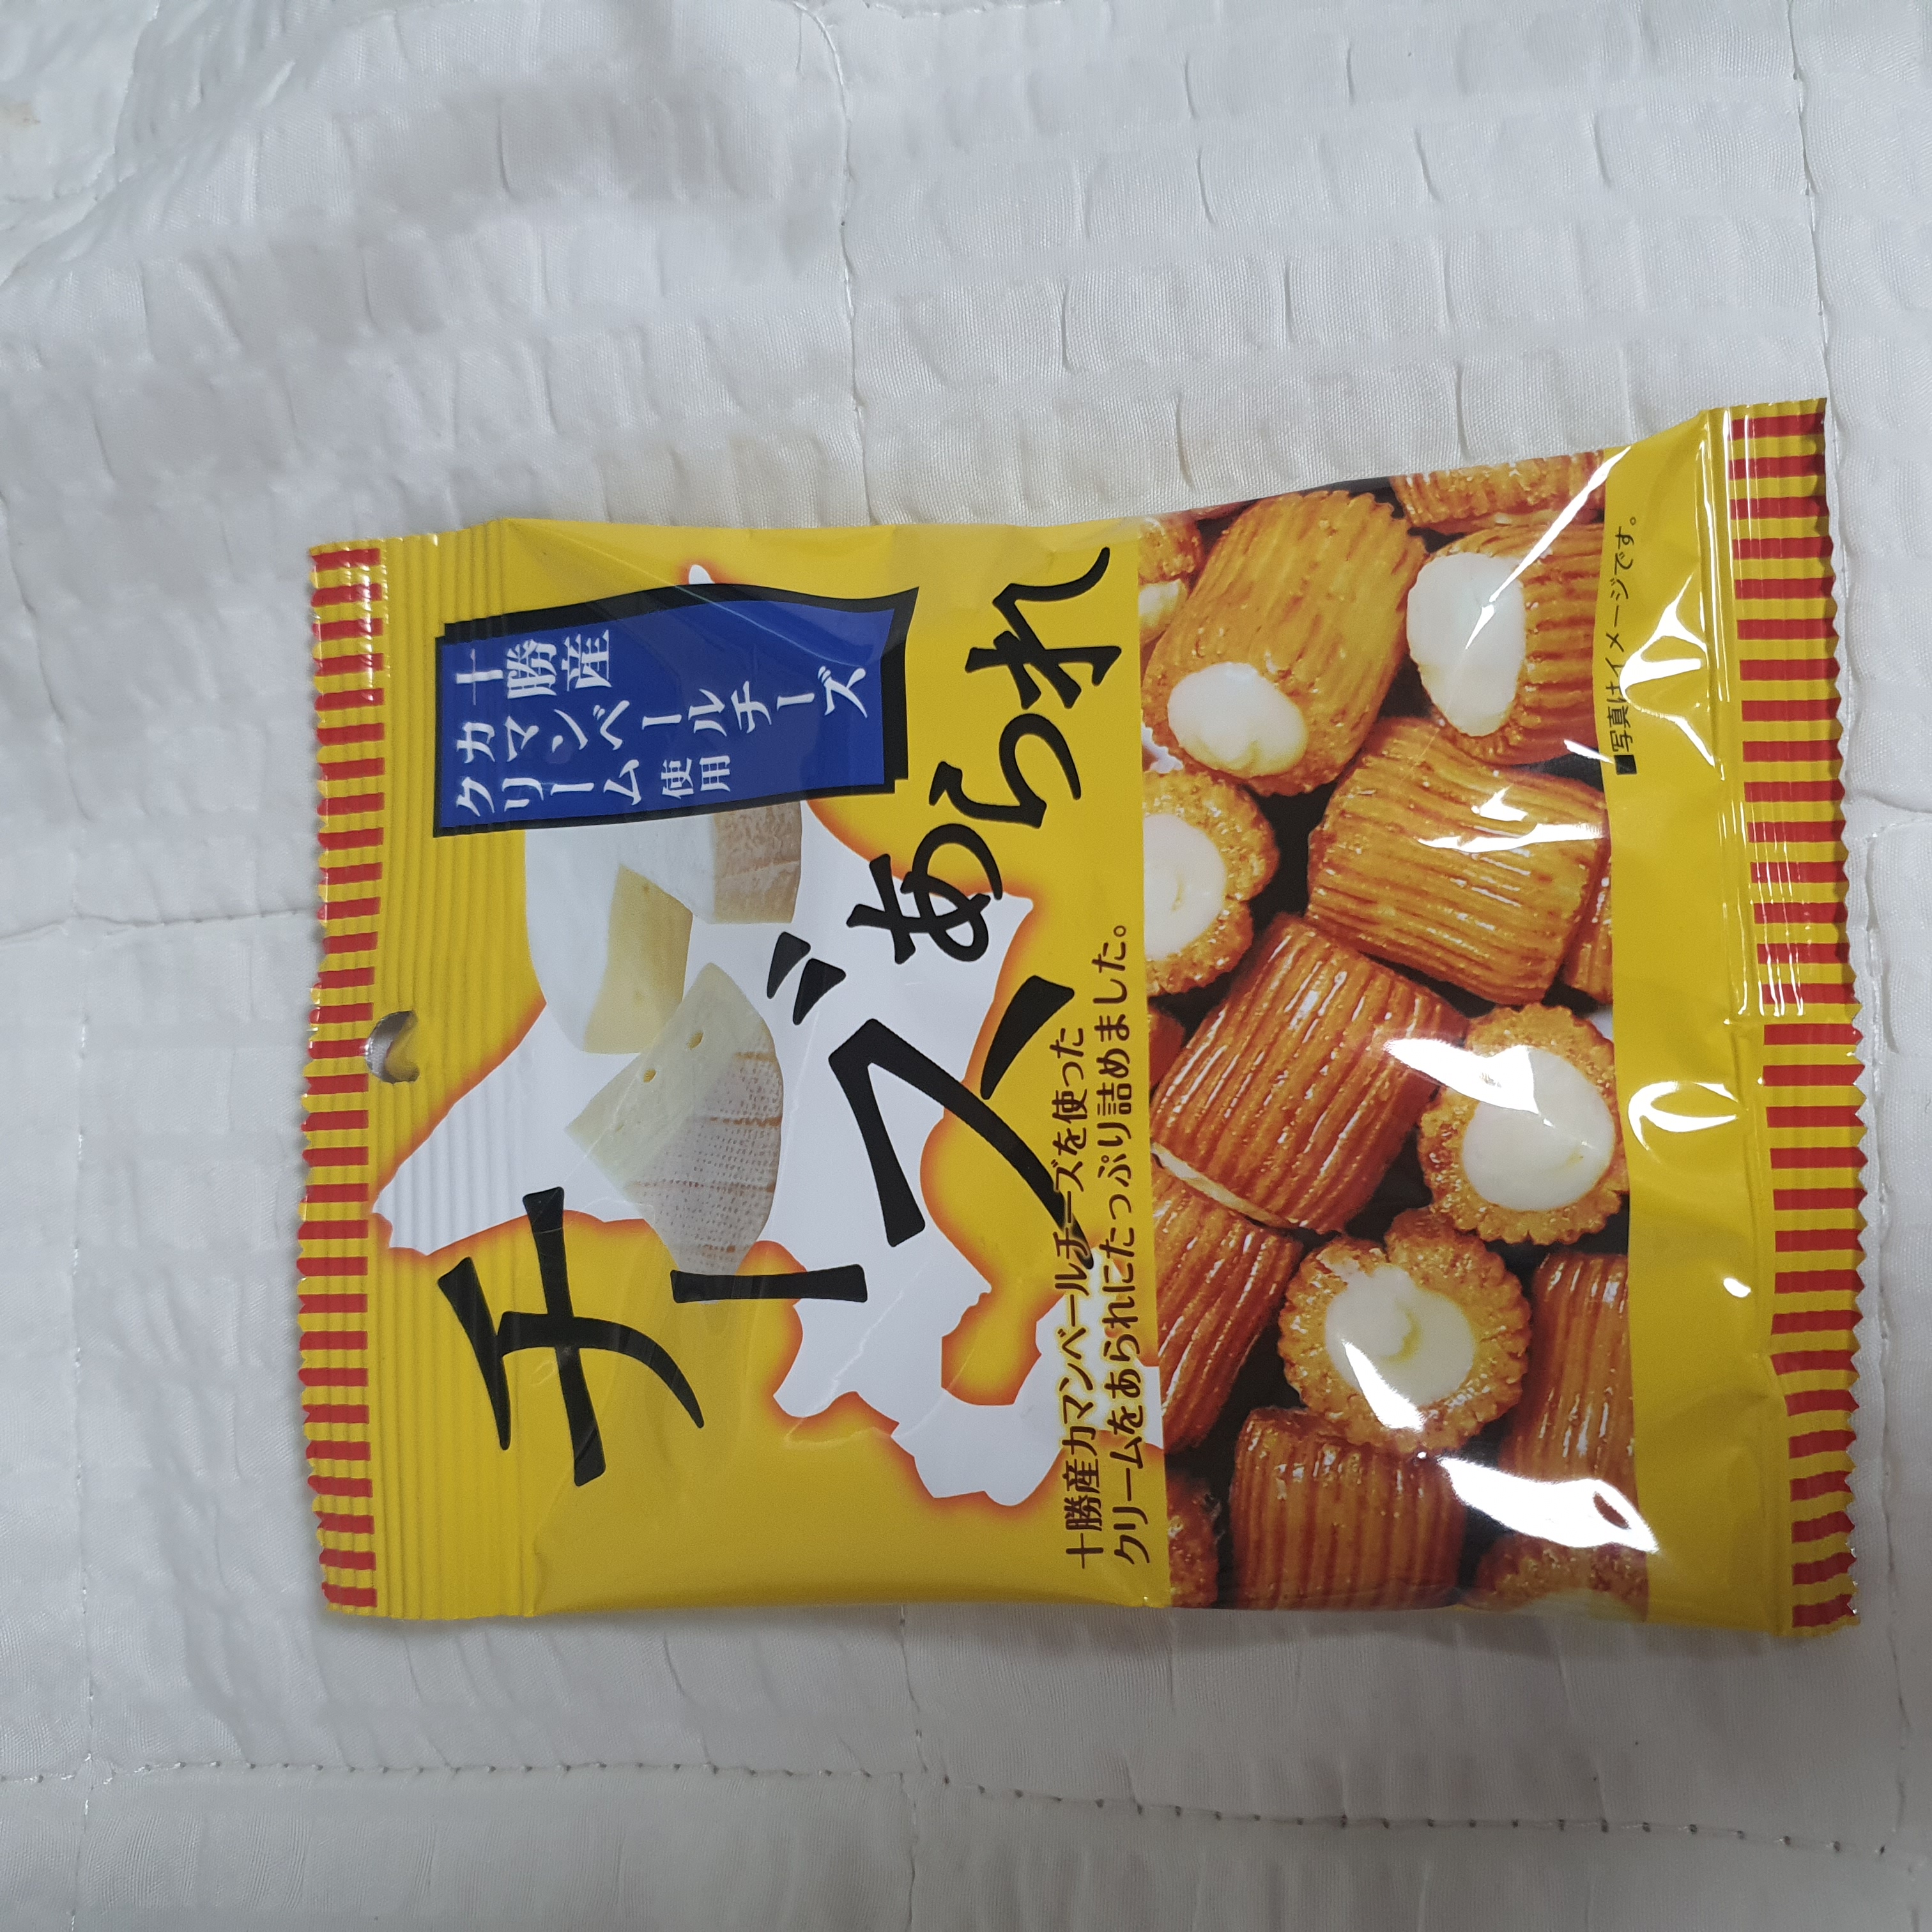 十勝産
カマンベールチーズ
クリーム使用
チーズあられ
十勝産カマンベールチーズを使った
クリームをあられにたっぷり詰めました。
■写真はイメージです。